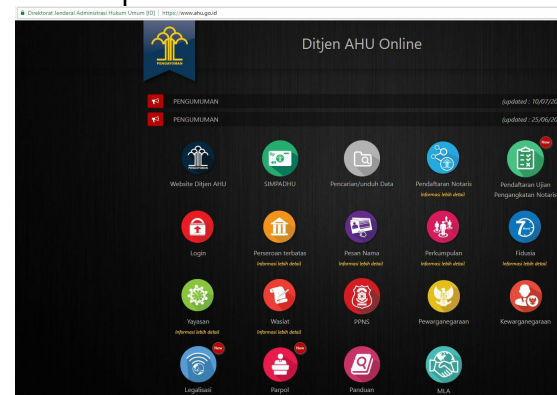 Direktorat Jenderal Administrasi Hukum Umum [ID] | https://www.ahu.go.id
PENGAYOMAN
Ditjen AHU Online
PENGUMUMAN (updated : 10/07/20
PENGUMUMAN (updated : 25/06/20
Website Ditjen AHU
SIMPADHU
Pencarian/unduh Data
Pendaftaran Notaris
Informasi lebih detail
New
Pendaftaran Ujian
Pengangkatan Notaris
Login
Perseroan terbatas
Informasi lebih detail
Pesan Nama
Informasi lebih detail
Perkumpulan
Informasi lebih detail
Fidusia
Informasi lebih detail
Yayasan
Informasi lebih detail
Wasiat
Informasi lebih detail
PPNS
Pewarganegaraan
Kewarganegaraan
New
Legalisasi
New
Parpol
Panduan
MLA